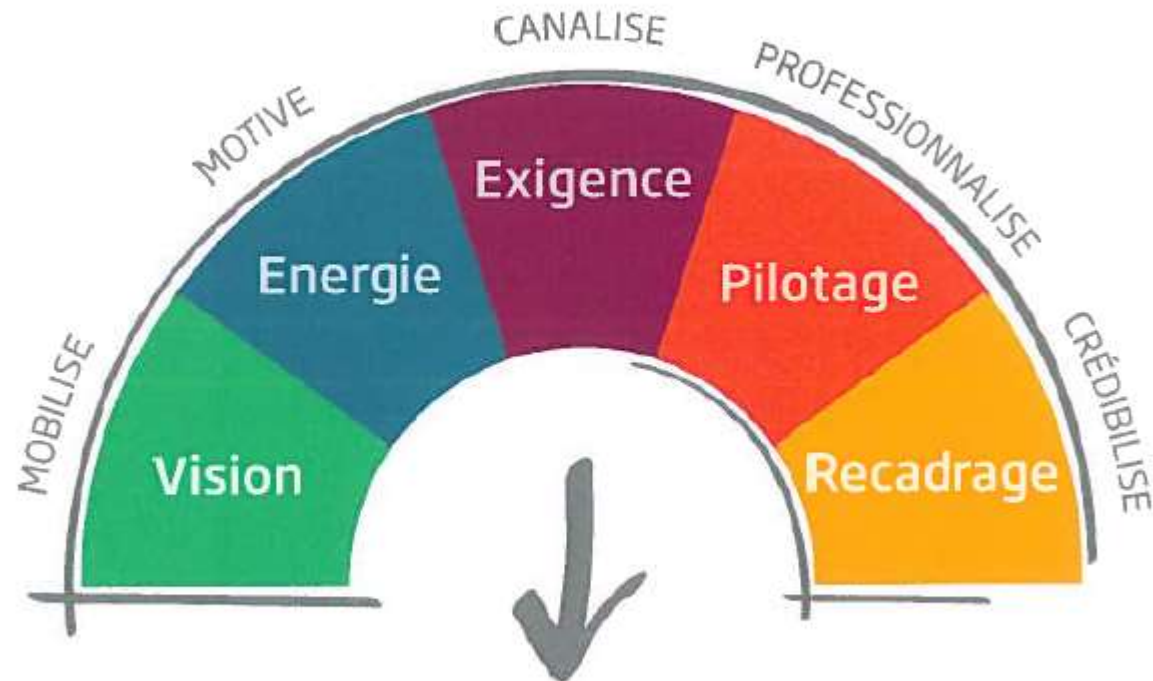 CANALISE
PROFESSIONNALISE
MOTIVE
Exigence
Energie
Pilotage
MOBILISE
CRÉDIBILISE
Vision
Recadrage